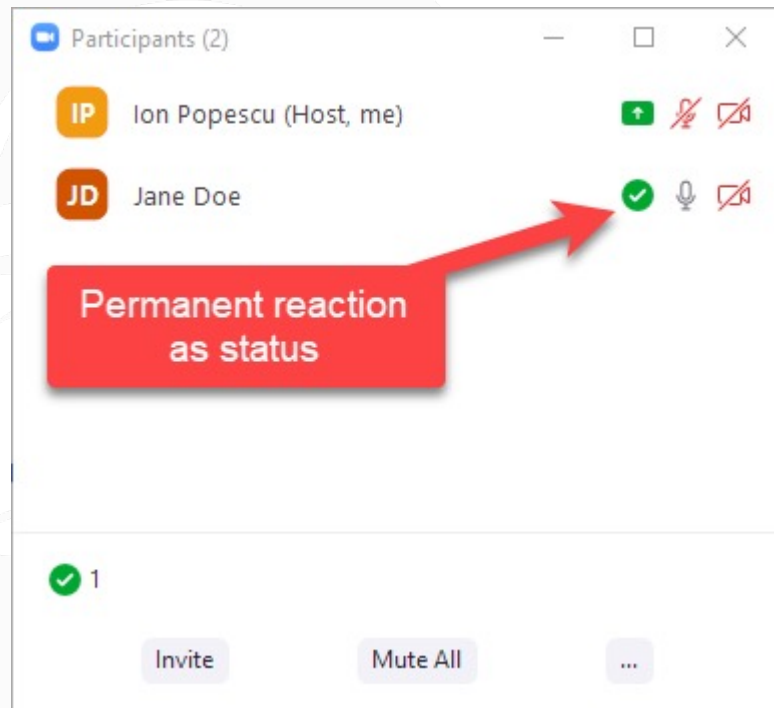 Participants (2)
IP Ion Popescu (Host, me)
JD Jane Doe
Permanent reaction
as status
1
Invite Mute All ...